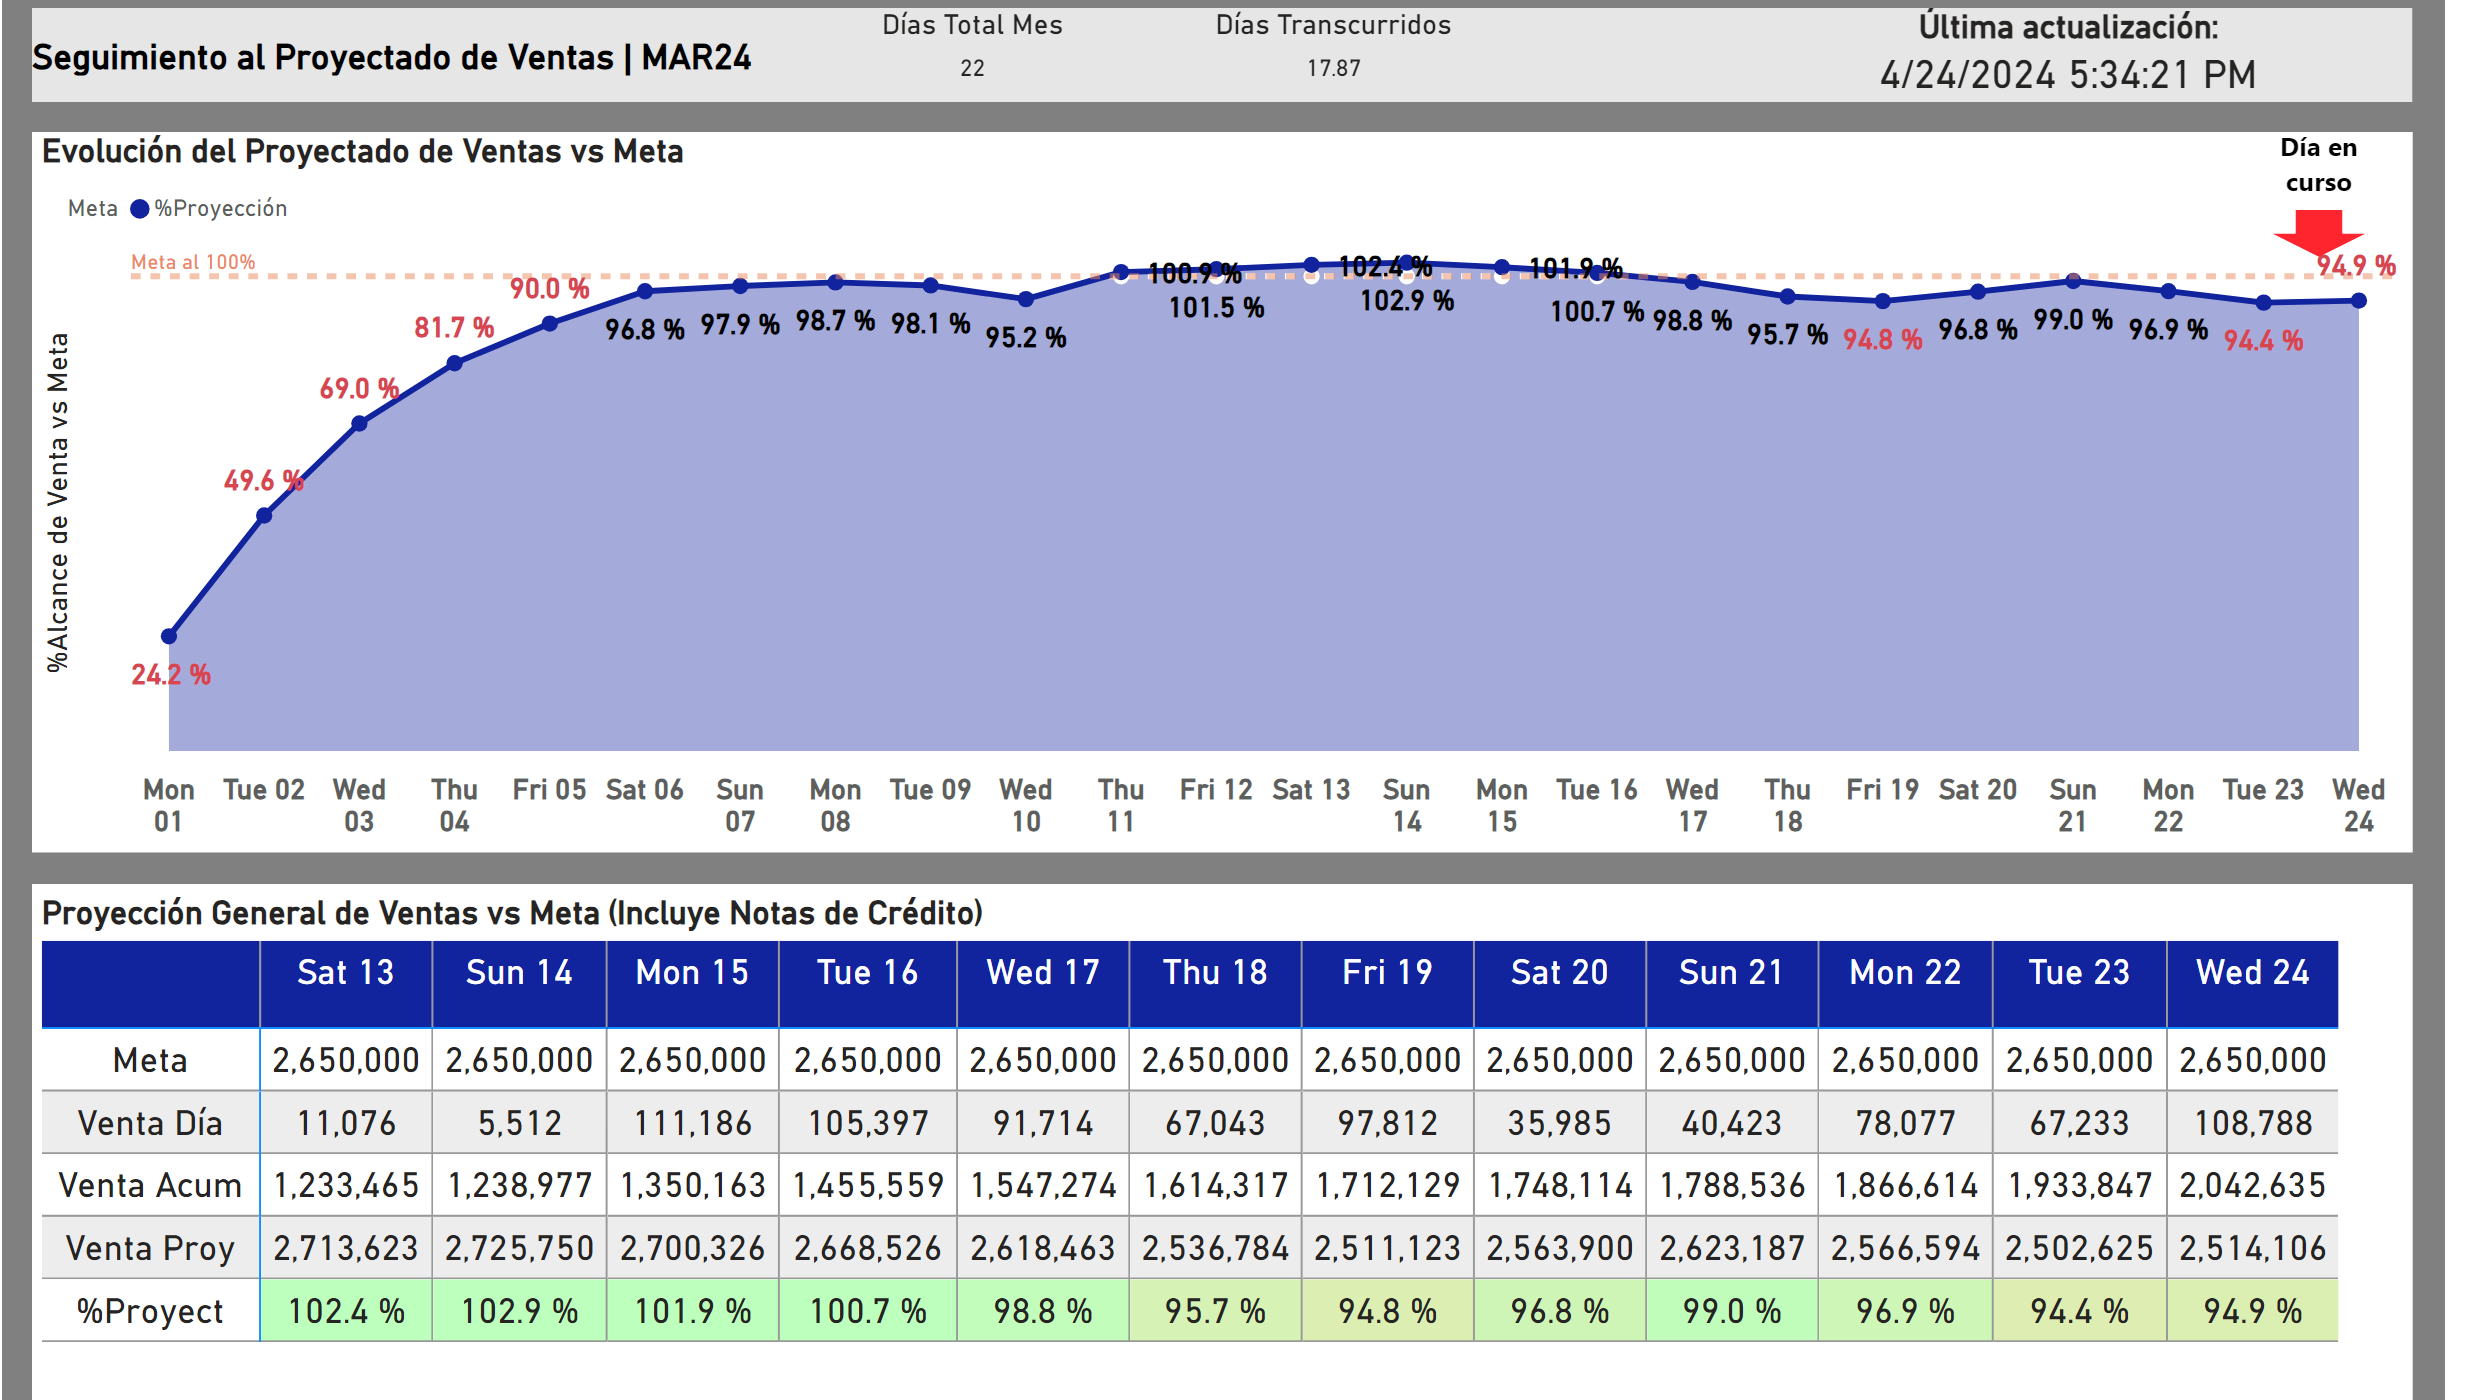 Seguimiento al Proyectado de Ventas | MAR24
Días Total Mes
22
Días Transcurridos
17.87
Última actualización:
4/24/2024 5:34:21 PM
Evolución del Proyectado de Ventas vs Meta
Día en
curso
Meta %Proyección
Meta al 100%
%Alcance de Venta vs Meta
24.2 %
49.6 %
69.0 %
81.7 %
90.0 %
96.8 %
97.9 %
98.7 %
98.1 %
95.2 %
100.9 %
101.5 %
102.4 %
102.9 %
101.9 %
100.7 %
98.8 %
95.7 %
94.8 %
96.8 %
99.0 %
96.9 %
94.4 %
94.9 %
Mon Tue 02 Wed Thu Fri 05 Sat 06 Sun Mon Tue 09 Wed Thu Fri 12 Sat 13 Sun Mon Tue 16 Wed Thu Fri 19 Sat 20 Sun Mon Tue 23 Wed
01 03 04 07 08 10 11 14 15 17 18 21 22 24
Proyección General de Ventas vs Meta (Incluye Notas de Crédito)
Sat 13 Sun 14 Mon 15 Tue 16 Wed 17 Thu 18 Fri 19 Sat 20 Sun 21 Mon 22 Tue 23 Wed 24
Meta 2,650,000 2,650,000 2,650,000 2,650,000 2,650,000 2,650,000 2,650,000 2,650,000 2,650,000 2,650,000 2,650,000 2,650,000
Venta Día 11,076 5,512 111,186 105,397 91,714 67,043 97,812 35,985 40,423 78,077 67,233 108,788
Venta Acum 1,233,465 1,238,977 1,350,163 1,455,559 1,547,274 1,614,317 1,712,129 1,748,114 1,788,536 1,866,614 1,933,847 2,042,635
Venta Proy 2,713,623 2,725,750 2,700,326 2,668,526 2,618,463 2,536,784 2,511,123 2,563,900 2,623,187 2,566,594 2,502,625 2,514,106
%Proyect 102.4 % 102.9 % 101.9 % 100.7 % 98.8 % 95.7 % 94.8 % 96.8 % 99.0 % 96.9 % 94.4 % 94.9 %